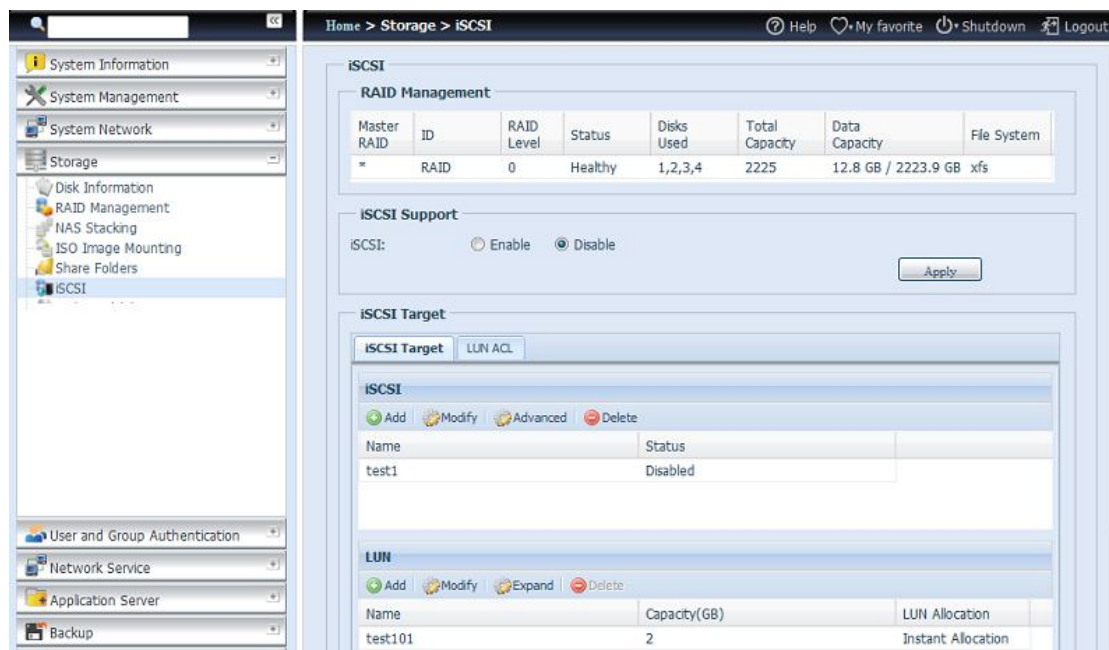 Home > Storage > iSCSI
Help My favorite Shutdown Logout
System Information
System Management
System Network
Storage
Disk Information
RAID Management
NAS Stacking
ISO Image Mounting
Share Folders
iSCSI
User and Group Authentication
Network Service
Application Server
Backup
iSCSI
RAID Management
Master RAID ID RAID Level Status Disks Used Total Capacity Data Capacity File System
* RAID 0 Healthy 1,2,3,4 2225 12.8 GB / 2223.9 GB xfs
iSCSI Support
iSCSI: Enable Disable
Apply
iSCSI Target
iSCSI Target LUN ACL
iSCSI
Add Modify Advanced Delete
Name Status
test1 Disabled
LUN
Add Modify Expand Delete
Name Capacity(GB) LUN Allocation
test101 2 Instant Allocation